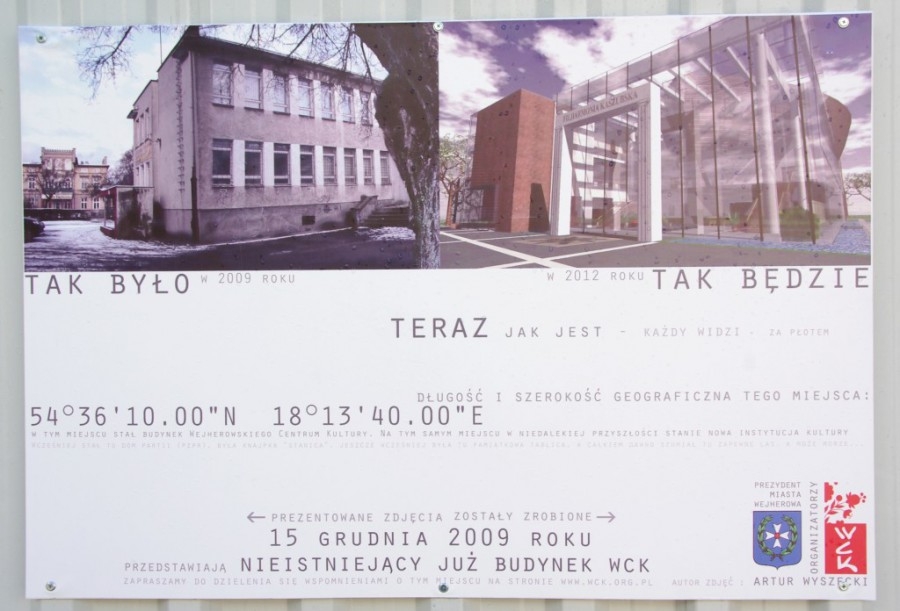 FILHARMONIA KASZUBSKA
TAK BYŁO W 2009 ROKU
W 2012 ROKU TAK BĘDZIE
TERAZ JAK JEST - KAŻDY WIDZI - ZA PŁOTEM
DŁUGOŚĆ I SZEROKOŚĆ GEOGRAFICZNA TEGO MIEJSCA:
54°36'10.00"N 18°13'40.00"E
W TYM MIEJSCU STAŁ BUDYNEK WEJHEROWSKIEGO CENTRUM KULTURY. NA TYM SAMYM MIEJSCU W NIEDALEKIEJ PRZYSZŁOŚCI STANIE NOWA INSTYTUCJA KULTURY
PREZYDENT
MIASTA
WEJHEROWA
ORGANIZATORZY
WCK
← PREZENTOWANE ZDJĘCIA ZOSTAŁY ZROBIONE →
15 GRUDNIA 2009 ROKU
PRZEDSTAWIAJĄ NIEISTNIEJĄCY JUŻ BUDYNEK WCK
ZAPRASZAMY DO DZIELENIA SIĘ WSPOMNIENIAMI O TYM MIEJSCU NA STRONIE WWW.WCK.ORG.PL AUTOR ZDJĘĆ : ARTUR WYSZECKI